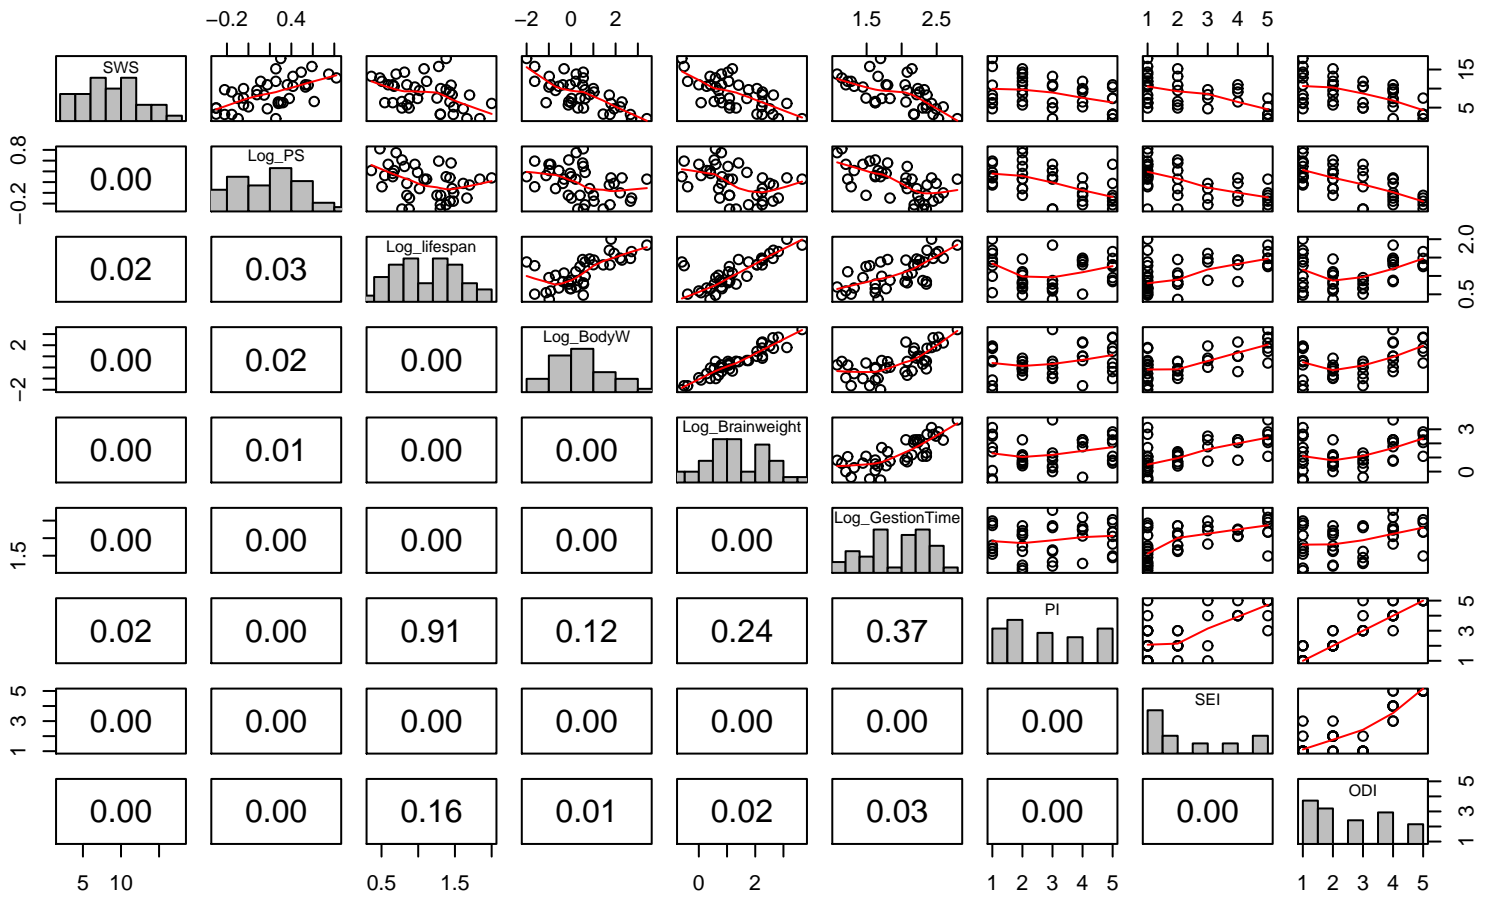 −0.2 0.4 −2 0 2 1.5 2.5 1 2 3 4 5
SWS 5 15
−0.2 0.8 0.00 Log_PS
0.02 0.03 Log_lifespan 0.5 2.0
−2 2 0.00 0.02 0.00 Log_BodyW
0.00 0.01 0.00 0.00 Log_Brainweight 0 3
1.5 0.00 0.00 0.00 0.00 0.00 Log_GestionTime
0.02 0.00 0.91 0.12 0.24 0.37 PI 1 3 5
1 3 5 0.00 0.00 0.00 0.00 0.00 0.00 0.00 SEI
0.00 0.00 0.16 0.01 0.02 0.03 0.00 0.00 ODI 1 3 5
5 10 0.5 1.5 0 2 1 2 3 4 5 1 2 3 4 5